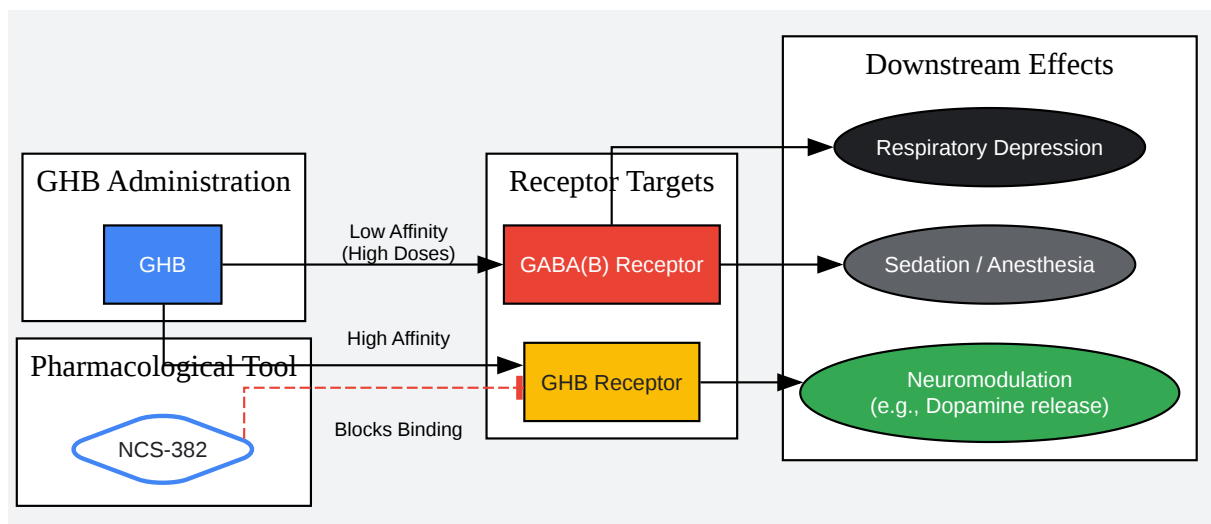 GHB Administration
GHB
Pharmacological Tool
NCS-382
Low Affinity
(High Doses)
High Affinity
Blocks Binding
Receptor Targets
GABA(B) Receptor
GHB Receptor
Downstream Effects
Respiratory Depression
Sedation / Anesthesia
Neuromodulation
(e.g., Dopamine release)